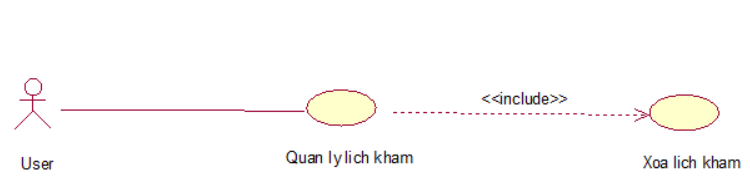 <<include>>
User
Quan ly lich kham
Xoa lich kham